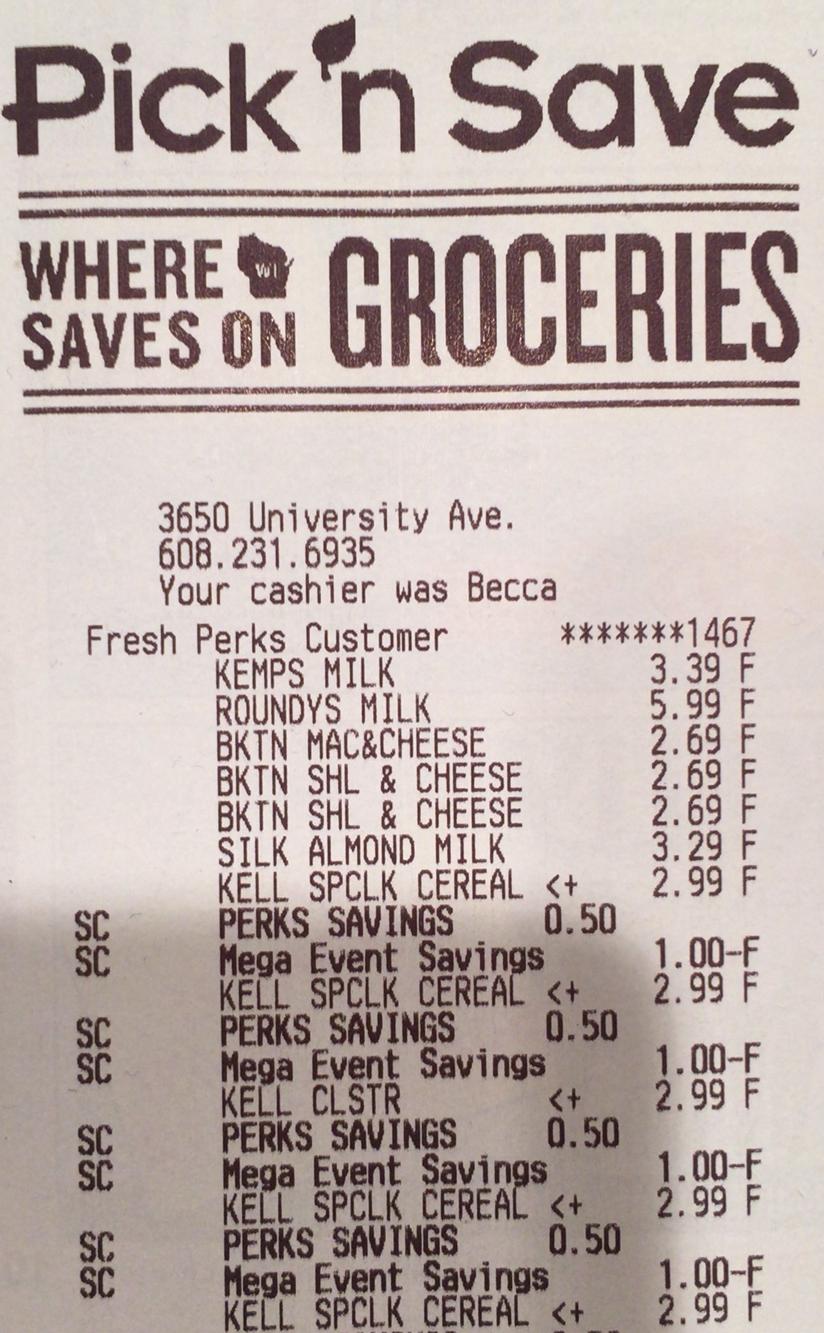 Pick 'n Save
WHERE WI GROCERIES
SAVES ON
3650 University Ave.
608.231.6935
Your cashier was Becca
Fresh Perks Customer *******1467
KEMPS MILK 3.39 F
ROUNDYS MILK 5.99 F
BKTN MAC&CHEESE 2.69 F
BKTN SHL & CHEESE 2.69 F
BKTN SHL & CHEESE 2.69 F
SILK ALMOND MILK 3.29 F
KELL SPCLK CEREAL <+ 2.99 F
SC PERKS SAVINGS 0.50
SC Mega Event Savings 1.00-F
KELL SPCLK CEREAL <+ 2.99 F
SC PERKS SAVINGS 0.50
SC Mega Event Savings 1.00-F
KELL CLSTR <+ 2.99 F
SC PERKS SAVINGS 0.50
SC Mega Event Savings 1.00-F
KELL SPCLK CEREAL <+ 2.99 F
SC PERKS SAVINGS 0.50
SC Mega Event Savings 1.00-F
KELL SPCLK CEREAL <+ 2.99 F